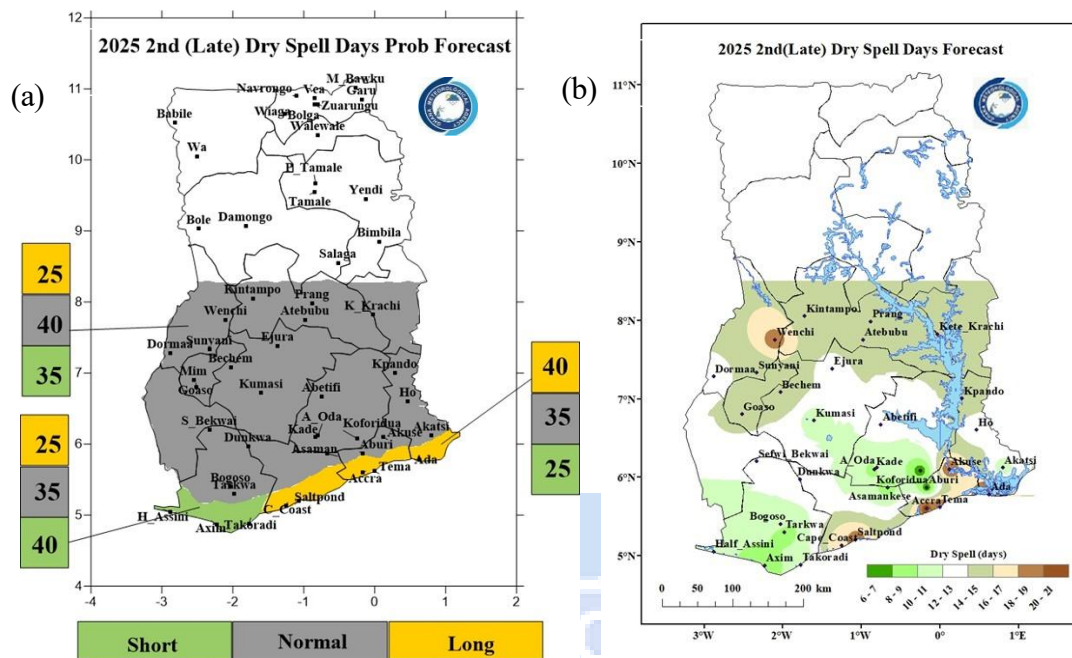 (a)
2025 2nd (Late) Dry Spell Days Prob Forecast
12
11
10
9
8
7
6
5
4
-4
-3
-2
-1
0
1
2
M_Bawku
Navrongo
Vea
Garu
Zuarungu
Wiaga
Bolga
Walewale
Babile
Wa
P_Tamale
Tamale
Yendi
Bole
Damongo
Bimbila
Salaga
Kintampo
Prang
K_Krachi
Wenchi
Atebubu
Sunyani
Ejura
Dormaa
Bechem
Mim
Goaso
Kumasi
Abetifi
Kpando
Ho
S_Bekwai
A_Oda
Dunkwa
Kade
Koforidua
Akuse
Akatsi
Asaman
Aburi
Bogoso
Tarkwa
Tema
Ada
Accra
Saltpond
C_Coast
H_Assini
Axim
Takoradi
25
40
35
25
35
40
40
35
25
Short
Normal
Long
(b)
2025 2nd(Late) Dry Spell Days Forecast
11°N
10°N
9°N
8°N
7°N
6°N
5°N
3°W
2°W
1°W
0°
1°E
Kintampo
Prang
Wenchi
Atebubu
Kete_Krachi
Dormaa
Sunyani
Ejura
Bechem
Kpando
Goaso
Kumasi
Abetifi
Ho
Sefwi_Bekwai
A_Oda
Kade
Akuse
Akatsi
Dunkwa
Koforidua
Aburi
Ada
Asamankese
Accra
Tema
Bogoso
Tarkwa
Saltpond
Cape_Coast
Half_Assini
Axim
Takoradi
Dry Spell (days)
6 - 7
8 - 9
10 - 11
12 - 13
14 - 15
16 - 17
18 - 19
20 - 21
0 50 100 200 km